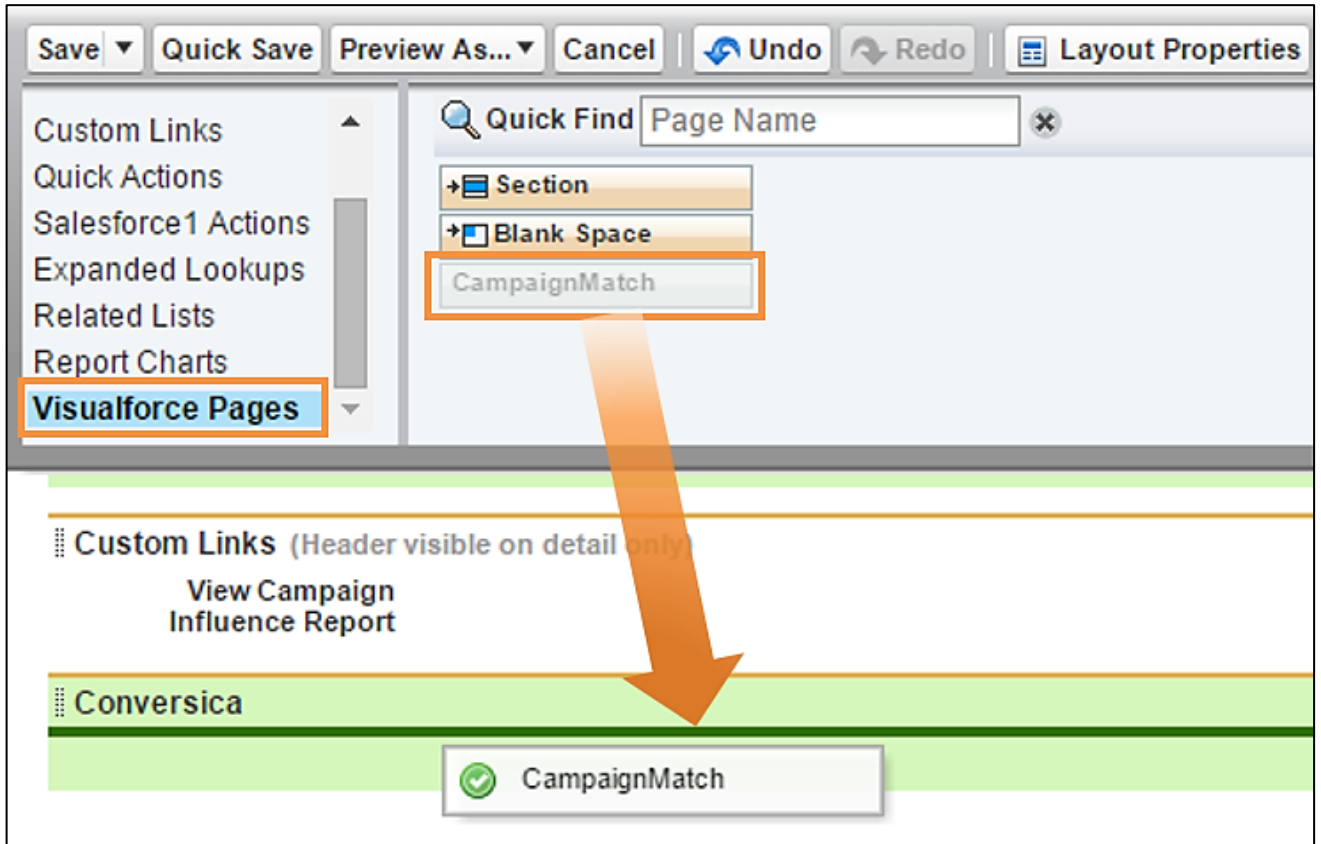 Save Quick Save Preview As... Cancel Undo Redo Layout Properties
Custom Links
Quick Actions
Salesforce1 Actions
Expanded Lookups
Related Lists
Report Charts
Visualforce Pages
Quick Find Page Name
Section
Blank Space
CampaignMatch
Custom Links (Header visible on detail only)
View Campaign
Influence Report
Conversica
CampaignMatch